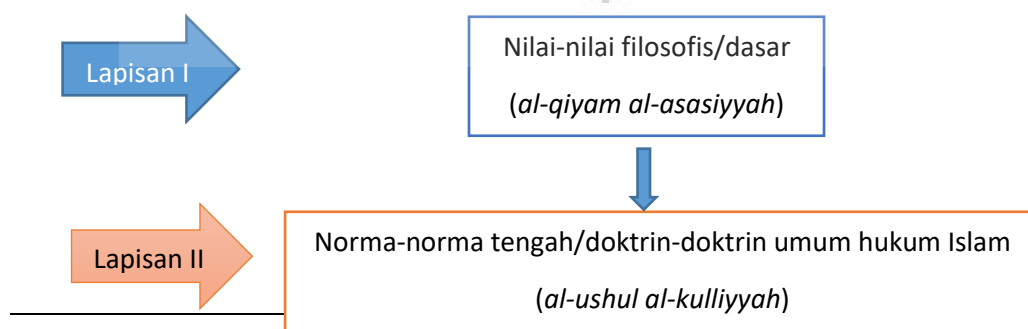 Lapisan I
Nilai-nilai filosofis/dasar
(al-qiyam al-asasiyyah)
Lapisan II
Norma-norma tengah/doktrin-doktrin umum hukum Islam
(al-ushul al-kulliyyah)